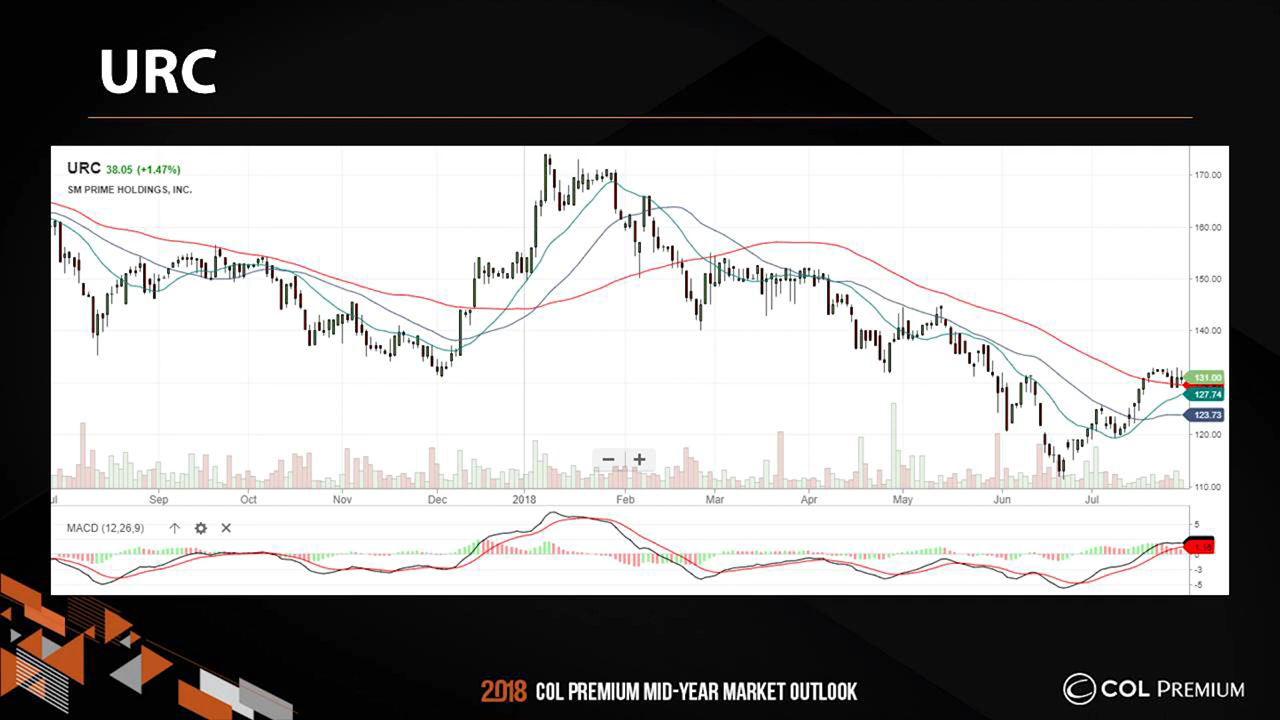 URC
URC 38.05 (+1.47%)
SM PRIME HOLDINGS, INC.
170.00
160.00
150.00
140.00
131.00
127.74
123.73
120.00
110.00
− +
Sep Oct Nov Dec 2018 Feb Mar Apr May Jun Jul
MACD (12,26,9)
5
-3
-5
2018 COL PREMIUM MID-YEAR MARKET OUTLOOK
COL PREMIUM